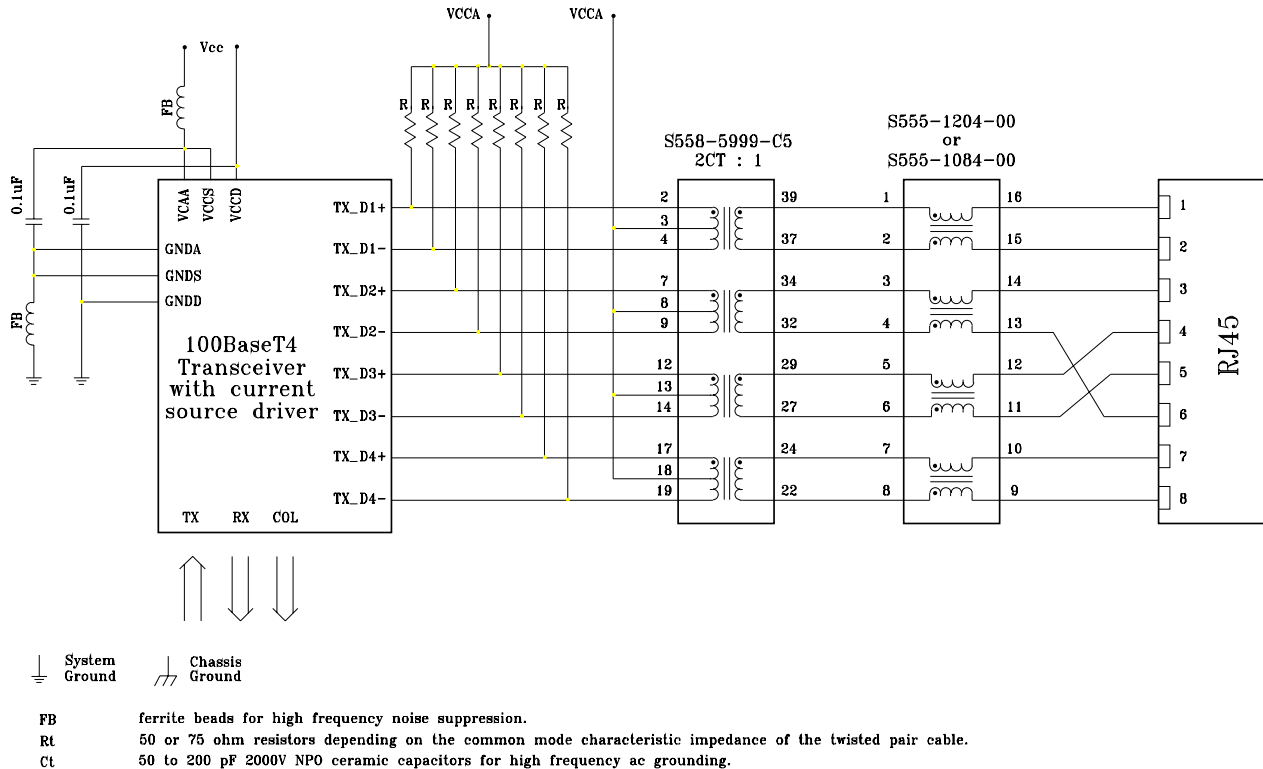 VCCA VCCA
Vcc
FB
R R R R R R R R
S558-5999-C5
2CT : 1
S555-1204-00
or
S555-1084-00
0.1uF 0.1uF
VCAA VCCS VCCD
TX_D1+ 2 39 1 16 1
3
GNDA TX_D1- 4 37 2 15 2
GNDS
TX_D2+ 7 34 3 14 3
GNDD
8
FB TX_D2- 9 32 4 13 4
100BaseT4
Transceiver
with current
source driver
TX_D3+ 12 29 5 12 5
13
TX_D3- 14 27 6 11 6
RJ45
TX_D4+ 17 24 7 10 7
18
TX_D4- 19 22 8 9 8
TX RX COL
System
Ground
Chassis
Ground
FB ferrite beads for high frequency noise suppression.
Rt 50 or 75 ohm resistors depending on the common mode characteristic impedance of the twisted pair cable.
Ct 50 to 200 pF 2000V NPO ceramic capacitors for high frequency ac grounding.